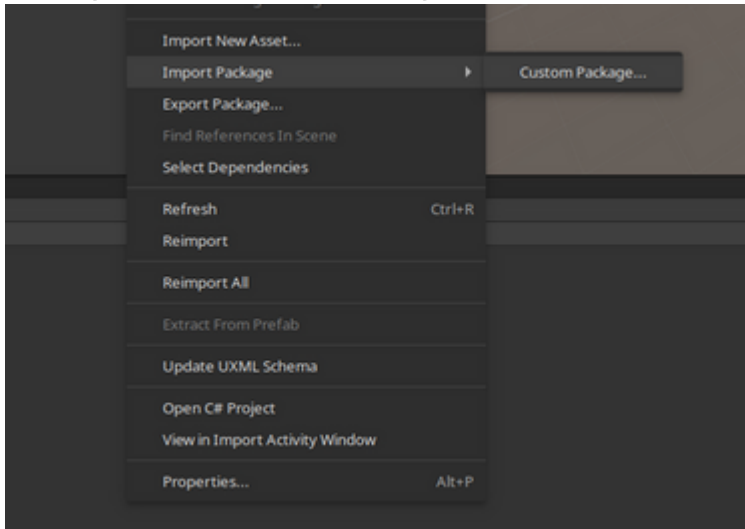 Import New Asset...
Import Package Custom Package...
Export Package...
Find References In Scene
Select Dependencies
Refresh Ctrl+R
Reimport
Reimport All
Extract From Prefab
Update UXML Schema
Open C# Project
View in Import Activity Window
Properties... Alt+P